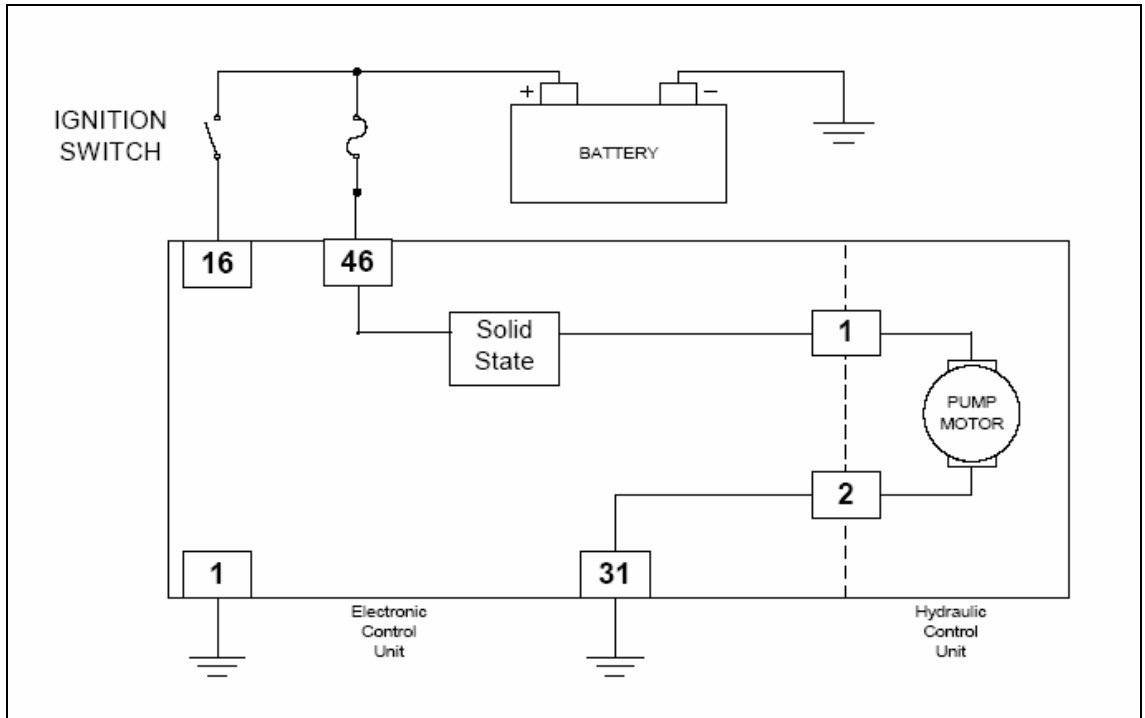 IGNITION
SWITCH
+
−
BATTERY
16
46
Solid
State
1
PUMP
MOTOR
2
1
31
Electronic
Control
Unit
Hydraulic
Control
Unit